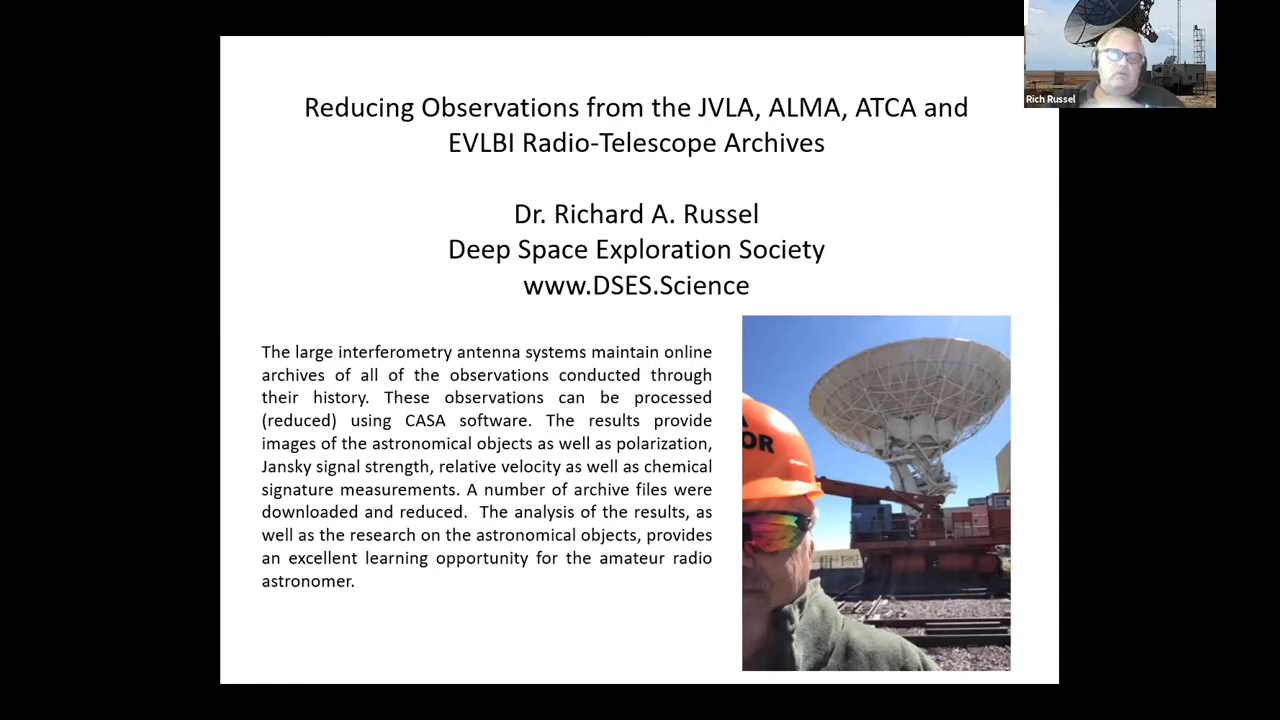 Reducing Observations from the JVLA, ALMA, ATCA and
EVLBI Radio-Telescope Archives
Dr. Richard A. Russel
Deep Space Exploration Society
www.DSES.Science
The large interferometry antenna systems maintain online
archives of all of the observations conducted through
their history. These observations can be processed
(reduced) using CASA software. The results provide
images of the astronomical objects as well as polarization,
Jansky signal strength, relative velocity as well as chemical
signature measurements. A number of archive files were
downloaded and reduced. The analysis of the results, as
well as the research on the astronomical objects, provides
an excellent learning opportunity for the amateur radio
astronomer.
Rich Russel